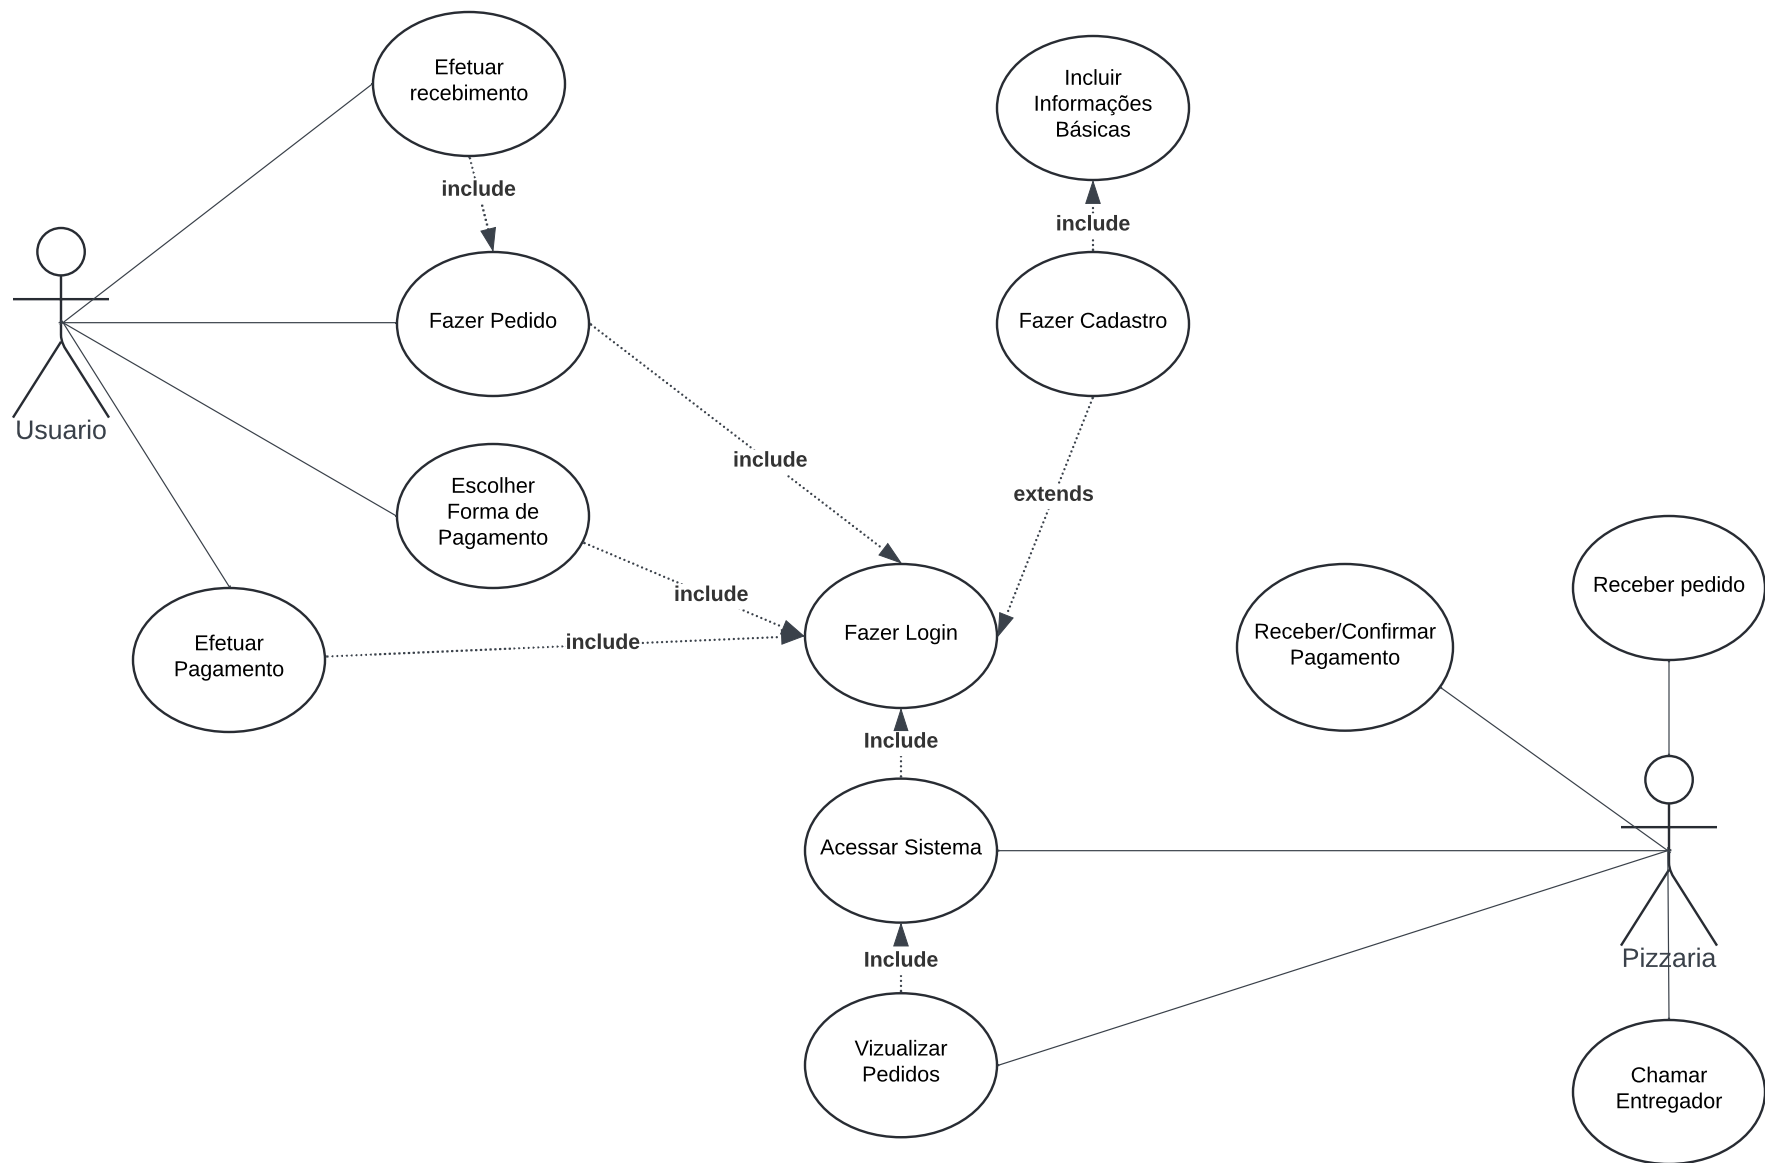 Efetuar
recebimento
Incluir
Informações
Básicas
include
include
Fazer Pedido
Fazer Cadastro
Usuario
include
Escolher
Forma de
Pagamento
extends
Receber pedido
include
Fazer Login
Receber/Confirmar
Pagamento
Efetuar
Pagamento
include
Include
Acessar Sistema
Include
Pizzaria
Vizualizar
Pedidos
Chamar
Entregador